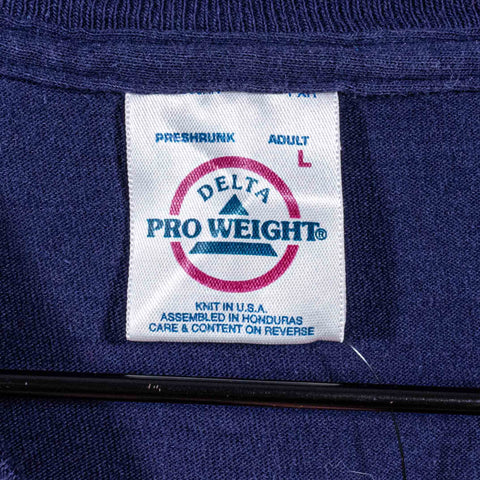 PRESHRUNK ADULT
L
DELTA
PRO WEIGHT®
KNIT IN U.S.A.
ASSEMBLED IN HONDURAS
CARE & CONTENT ON REVERSE